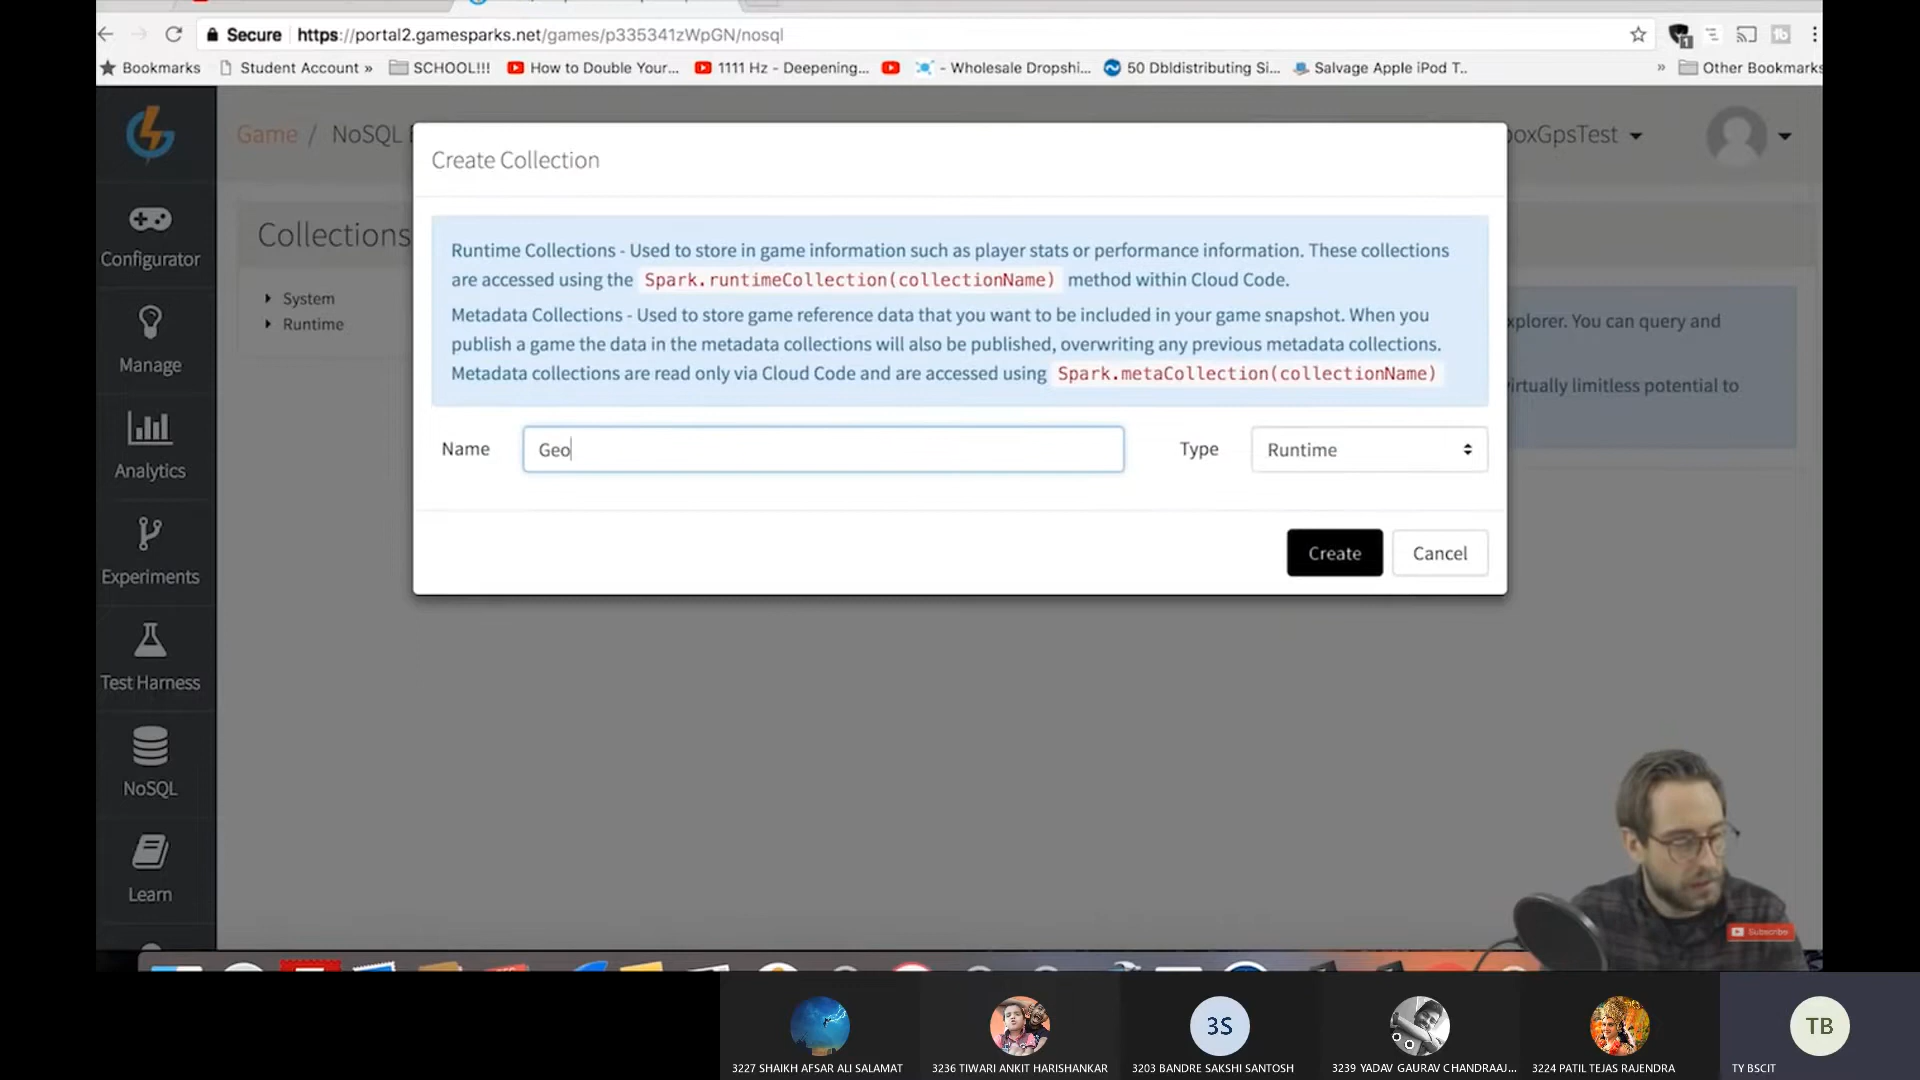 Secure https://portal2.gamesparks.net/games/p335341zWpGN/nosql
1
Bookmarks Student Account » SCHOOL!!! How to Double Your... 1111 Hz - Deepening... - Wholesale Dropshi... 50 Dbldistributing Si... Salvage Apple iPod T.. » Other Bookmarks
Game / NoSQL
oxGpsTest
Create Collection
Collections
System
Runtime
Runtime Collections - Used to store in game information such as player stats or performance information. These collections
are accessed using the Spark.runtimeCollection(collectionName) method within Cloud Code.
Metadata Collections - Used to store game reference data that you want to be included in your game snapshot. When you
publish a game the data in the metadata collections will also be published, overwriting any previous metadata collections.
Metadata collections are read only via Cloud Code and are accessed using Spark.metaCollection(collectionName)
xplorer. You can query and
virtually limitless potential to
Name Geo Type Runtime
Create Cancel
Configurator
Manage
Analytics
Experiments
Test Harness
NoSQL
Learn
Subscribe
3S
TB
3227 SHAIKH AFSAR ALI SALAMAT
3236 TIWARI ANKIT HARISHANKAR
3203 BANDRE SAKSHI SANTOSH
3239 YADAV GAURAV CHANDRAAJ...
3224 PATIL TEJAS RAJENDRA
TY BSCIT